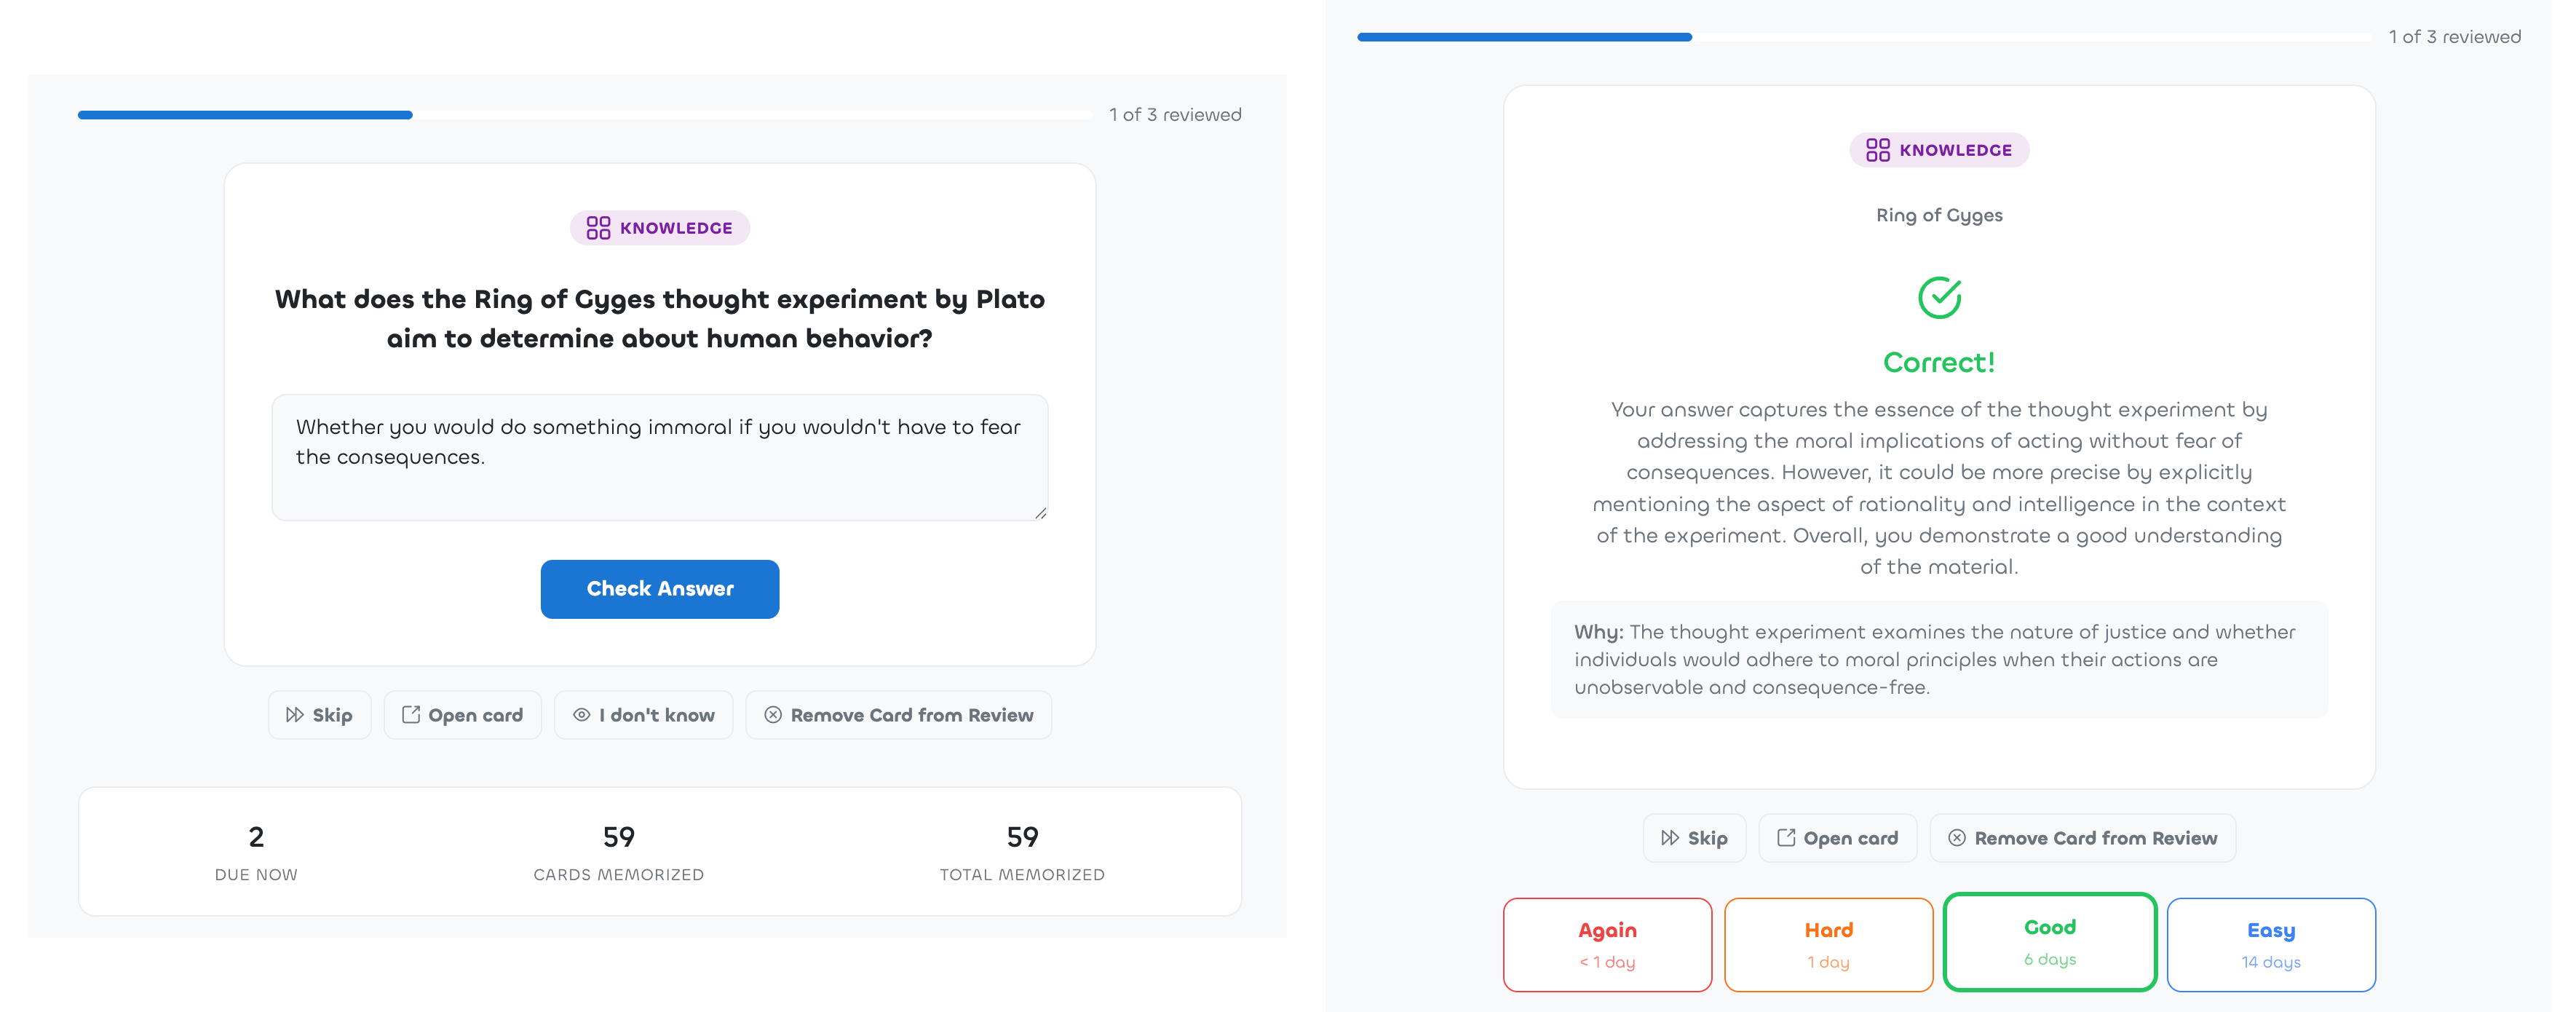 1 of 3 reviewed
KNOWLEDGE
What does the Ring of Gyges thought experiment by Plato
aim to determine about human behavior?
Whether you would do something immoral if you wouldn't have to fear
the consequences.
Check Answer
Skip
Open card
I don't know
Remove Card from Review
2
DUE NOW
59
CARDS MEMORIZED
59
TOTAL MEMORIZED
1 of 3 reviewed
KNOWLEDGE
Ring of Gyges
Correct!
Your answer captures the essence of the thought experiment by
addressing the moral implications of acting without fear of
consequences. However, it could be more precise by explicitly
mentioning the aspect of rationality and intelligence in the context
of the experiment. Overall, you demonstrate a good understanding
of the material.
Why: The thought experiment examines the nature of justice and whether
individuals would adhere to moral principles when their actions are
unobservable and consequence-free.
Skip
Open card
Remove Card from Review
Again
< 1 day
Hard
1 day
Good
6 days
Easy
14 days